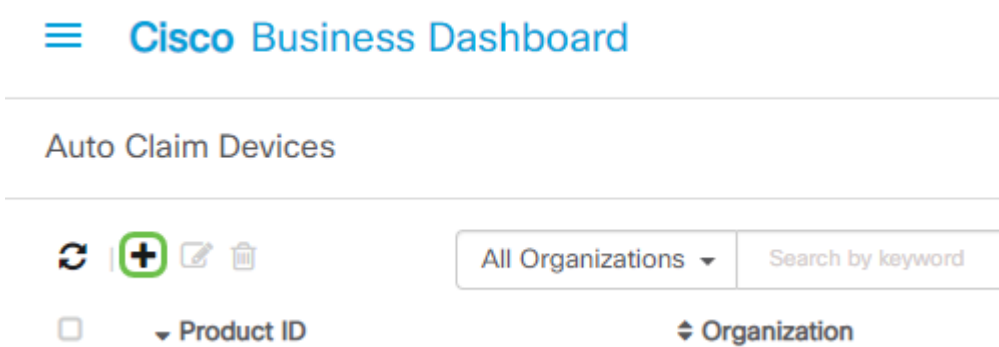 Cisco Business Dashboard
Auto Claim Devices
All Organizations Search by keyword
Product ID Organization